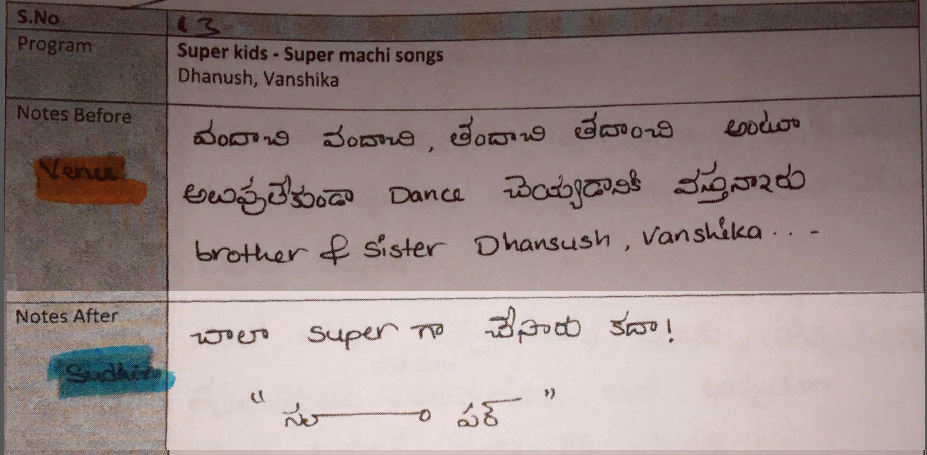 S.No 13
Program
Super kids - Super machi songs
Dhanush, Vanshika
Notes Before
Venu
వందాచి వందాచి, తేందాచి తేదాంచి అంటూ
అలుపులేకుండా Dance చెయ్యడానికి వస్తున్నారు
brother & sister Dhansush, Vanshika...-
Notes After
Sudhir
చాలా super గా చేసారు కదా!
" సూ———ం పర్ "